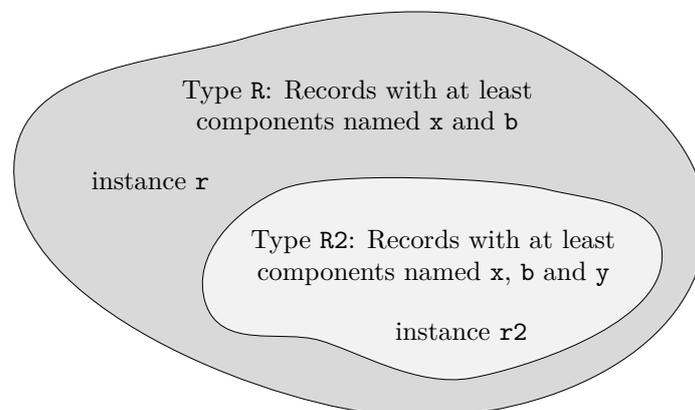 Type R: Records with at least
components named x and b
instance r
Type R2: Records with at least
components named x, b and y
instance r2